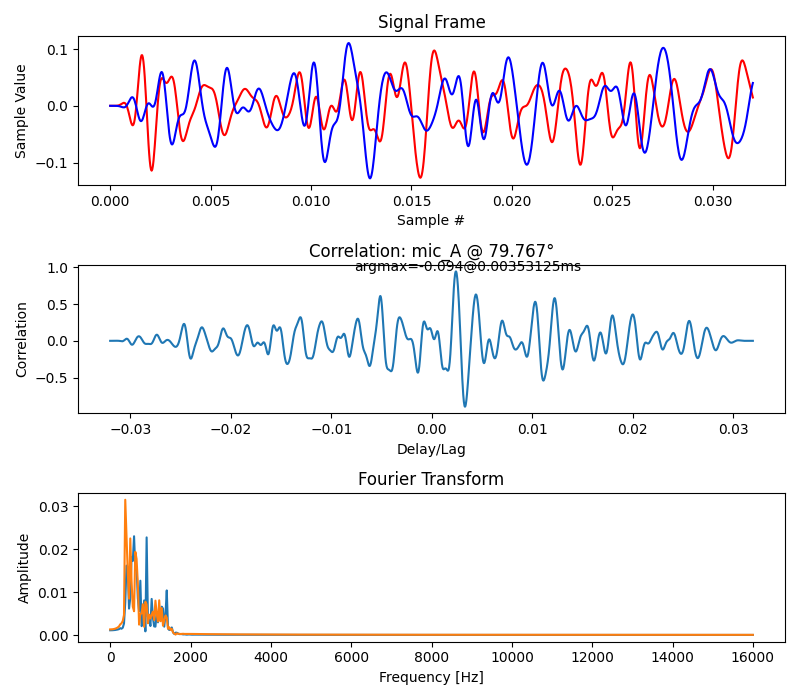 Signal Frame
0.1
0.0
−0.1
Sample Value
0.000 0.005 0.010 0.015 0.020 0.025 0.030
Sample #
Correlation: mic_A @ 79.767°
argmax=-0.094@0.00353125ms
1.0
0.5
0.0
−0.5
Correlation
−0.03 −0.02 −0.01 0.00 0.01 0.02 0.03
Delay/Lag
Fourier Transform
0.03
0.02
0.01
0.00
Amplitude
0 2000 4000 6000 8000 10000 12000 14000 16000
Frequency [Hz]